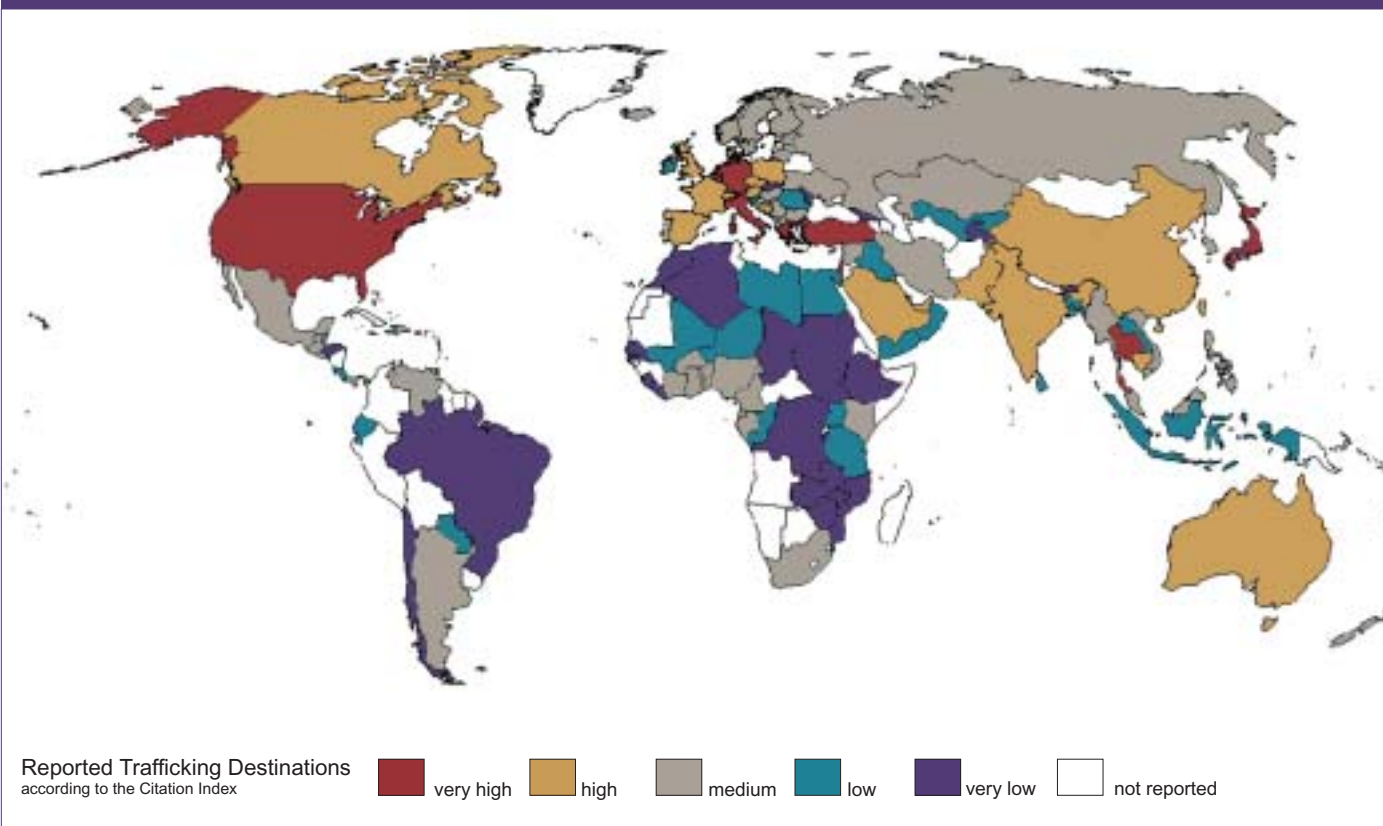 Reported Trafficking Destinations
according to the Citation Index
very high
high
medium
low
very low
not reported